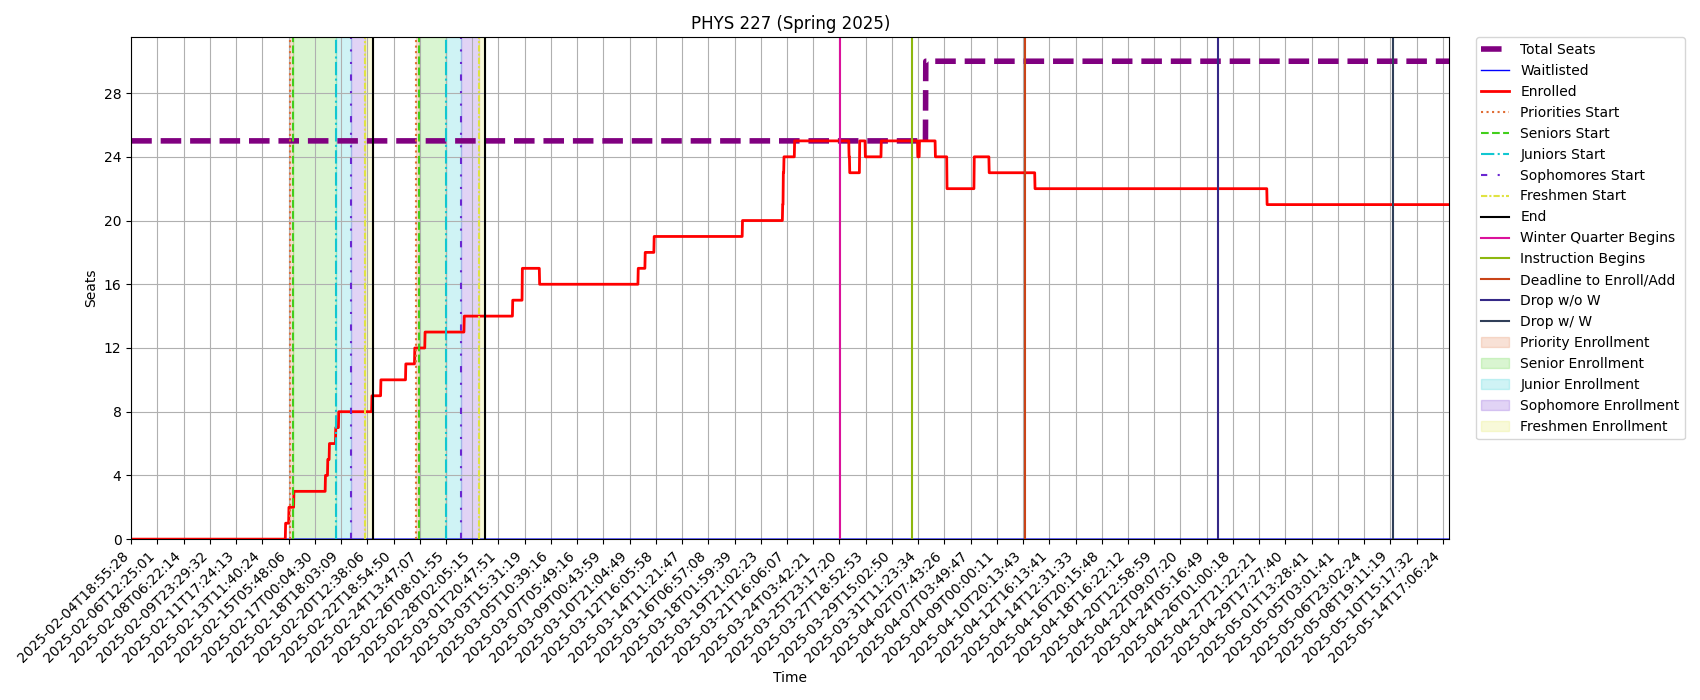 PHYS 227 (Spring 2025)
Seats
28
24
20
16
12
8
4
0
2025-02-04T18:55:28
2025-02-06T12:25:01
2025-02-08T06:22:14
2025-02-09T23:29:32
2025-02-11T17:24:13
2025-02-13T11:40:24
2025-02-15T05:48:06
2025-02-17T00:04:30
2025-02-18T18:03:09
2025-02-20T12:38:06
2025-02-22T18:54:50
2025-02-24T13:47:07
2025-02-26T08:01:55
2025-02-28T02:05:15
2025-03-01T20:47:51
2025-03-03T15:31:19
2025-03-05T10:39:16
2025-03-07T05:49:16
2025-03-09T00:43:59
2025-03-10T21:04:49
2025-03-12T16:05:58
2025-03-14T11:21:47
2025-03-16T06:57:08
2025-03-18T01:59:39
2025-03-19T21:02:23
2025-03-21T16:06:07
2025-03-24T03:42:21
2025-03-25T23:17:20
2025-03-27T18:52:53
2025-03-29T15:02:50
2025-03-31T11:23:34
2025-04-02T07:43:26
2025-04-07T03:49:47
2025-04-09T00:00:11
2025-04-10T20:13:43
2025-04-12T16:13:41
2025-04-14T12:31:33
2025-04-16T20:15:48
2025-04-18T16:22:12
2025-04-20T12:58:59
2025-04-22T09:07:20
2025-04-24T05:16:49
2025-04-26T01:00:18
2025-04-27T21:22:21
2025-04-29T17:27:40
2025-05-01T13:28:41
2025-05-05T03:01:41
2025-05-06T23:02:24
2025-05-08T19:11:19
2025-05-10T15:17:32
2025-05-14T17:06:24
Time
Total Seats
Waitlisted
Enrolled
Priorities Start
Seniors Start
Juniors Start
Sophomores Start
Freshmen Start
End
Winter Quarter Begins
Instruction Begins
Deadline to Enroll/Add
Drop w/o W
Drop w/ W
Priority Enrollment
Senior Enrollment
Junior Enrollment
Sophomore Enrollment
Freshmen Enrollment